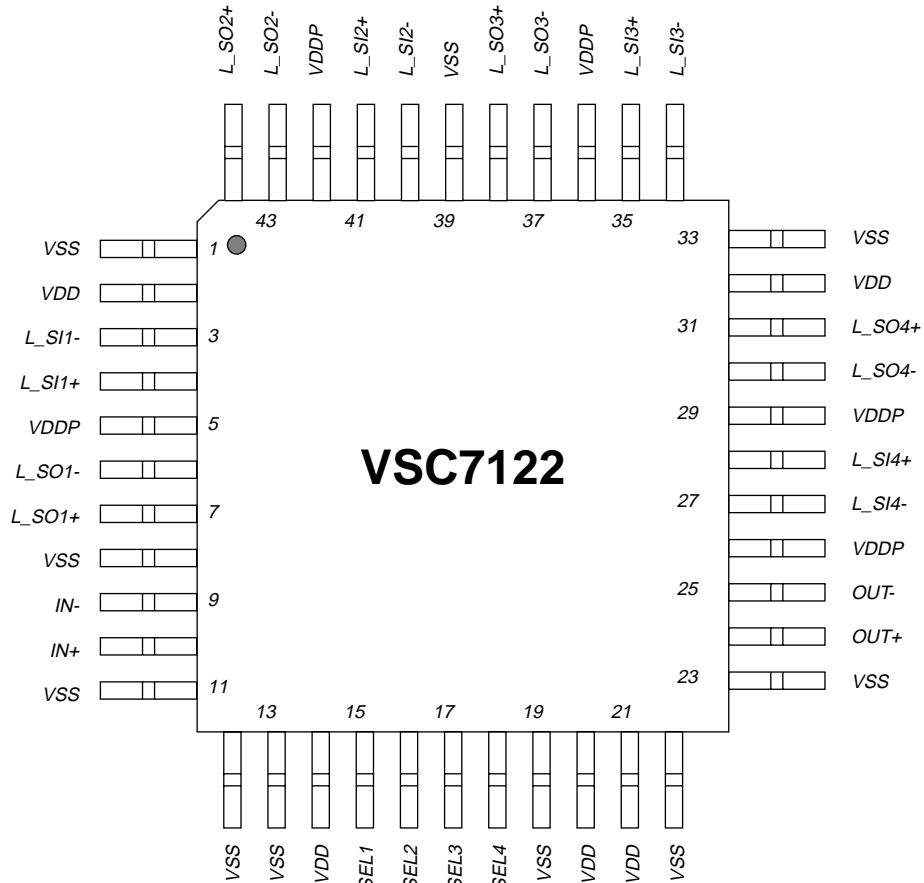 L_SO2+ L_SO2- VDDP L_SI2+ L_SI2- VSS L_SO3+ L_SO3- VDDP L_SI3+ L_SI3-
43 41 39 37 35
VSS 1 33 VSS
VDD VDD
L_SI1- 3 31 L_SO4+
L_SI1+ L_SO4-
VDDP 5 29 VDDP
L_SO1- VSC7122 L_SI4+
L_SO1+ 7 27 L_SI4-
VSS VDDP
IN- 9 25 OUT-
IN+ OUT+
VSS 11 23 VSS
13 15 17 19 21
VSS VSS VDD SEL1 SEL2 SEL3 SEL4 VSS VDD VDD VSS